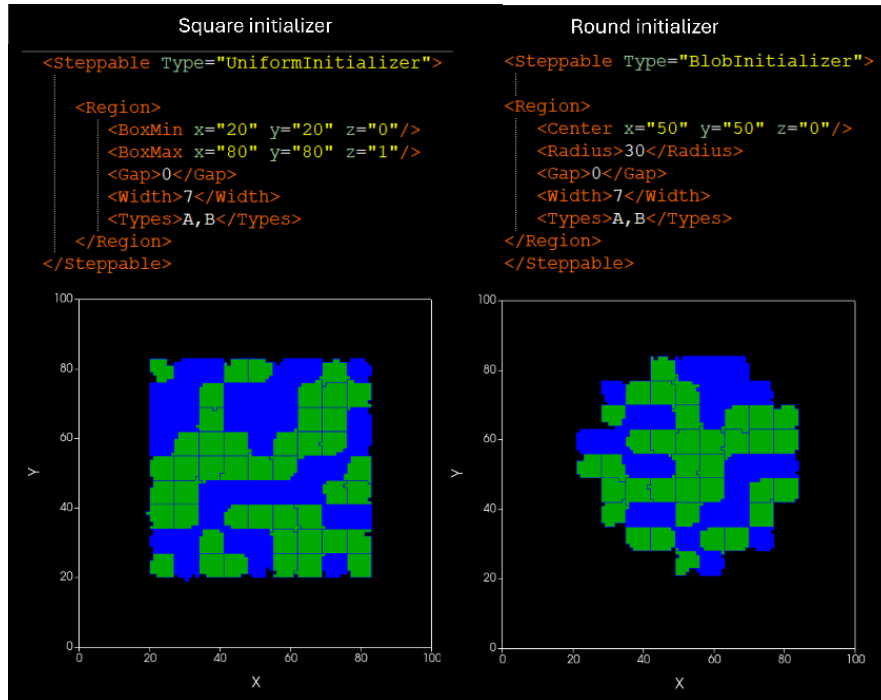 Square initializer
<Steppable Type="UniformInitializer">
<Region>
<BoxMin x="20" y="20" z="0"/>
<BoxMax x="80" y="80" z="1"/>
<Gap>0</Gap>
<Width>7</Width>
<Types>A,B</Types>
</Region>
</Steppable>
Round initializer
<Steppable Type="BlobInitializer">
<Region>
<Center x="50" y="50" z="0"/>
<Radius>30</Radius>
<Gap>0</Gap>
<Width>7</Width>
<Types>A,B</Types>
</Region>
</Steppable>
100
80
60
40
20
0
Y
20
40
60
80
100
X
100
80
60
40
20
0
Y
0
20
40
60
80
100
X